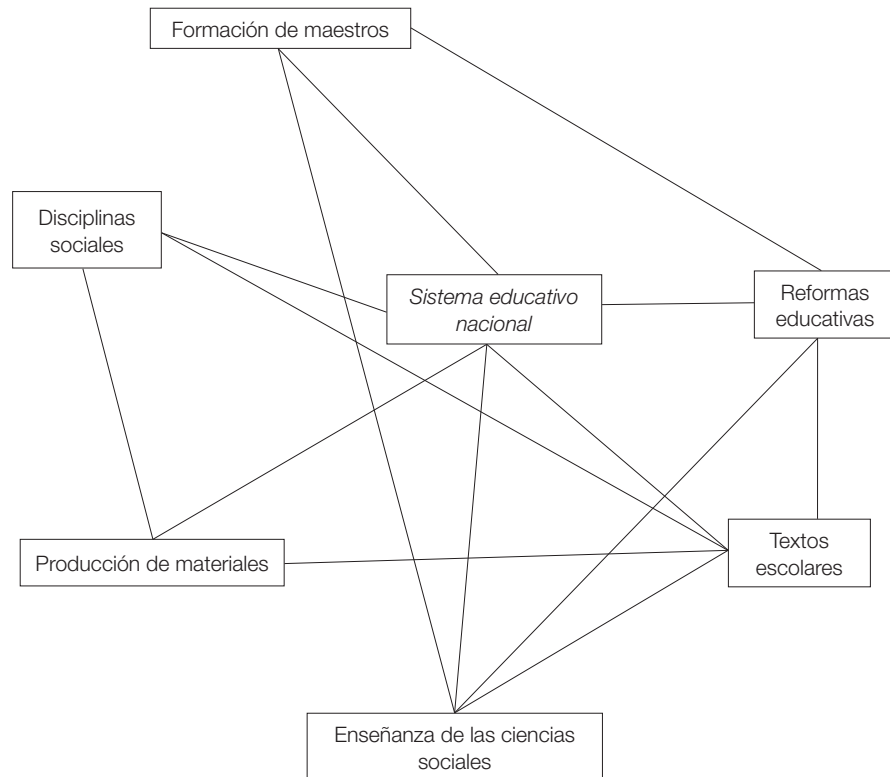 Formación de maestros
Disciplinas
sociales
Sistema educativo
nacional
Reformas
educativas
Producción de materiales
Textos
escolares
Enseñanza de las ciencias
sociales